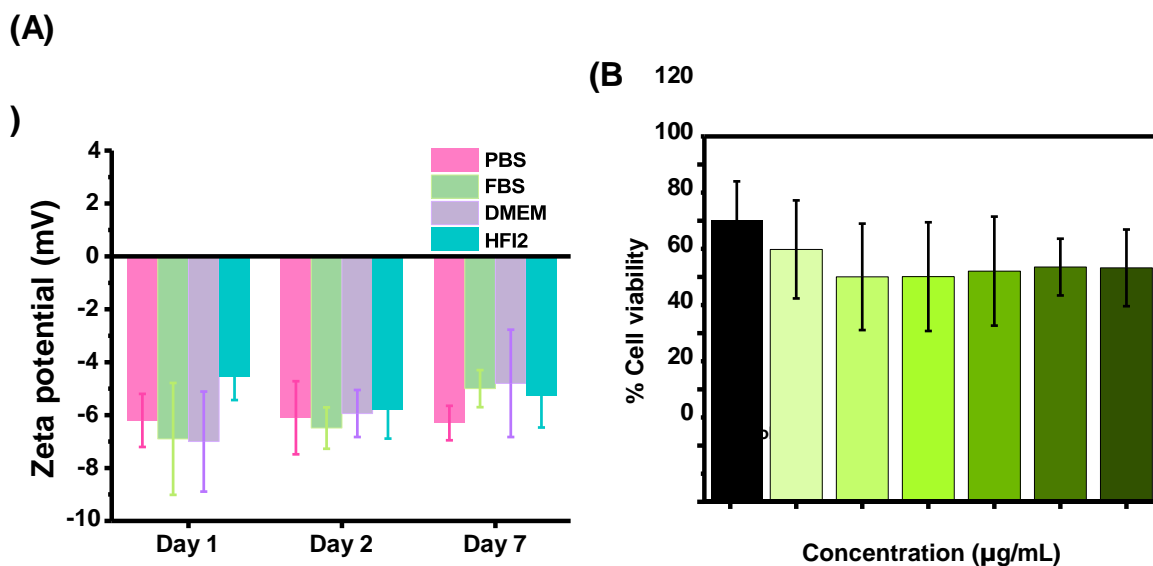 (A)
)
4
2
0
-2
-4
-6
-8
-10
Zeta potential (mV)
PBS
FBS
DMEM
HFI2
Day 1
Day 2
Day 7
(B
120
100
80
60
40
20
0
% Cell viability
Concentration (µg/mL)